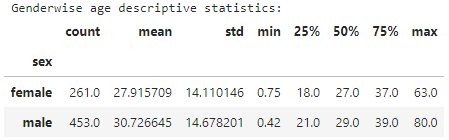 Genderwise age descriptive statistics:
count mean std min 25% 50% 75% max
sex
female 261.0 27.915709 14.110146 0.75 18.0 27.0 37.0 63.0
male 453.0 30.726645 14.678201 0.42 21.0 29.0 39.0 80.0